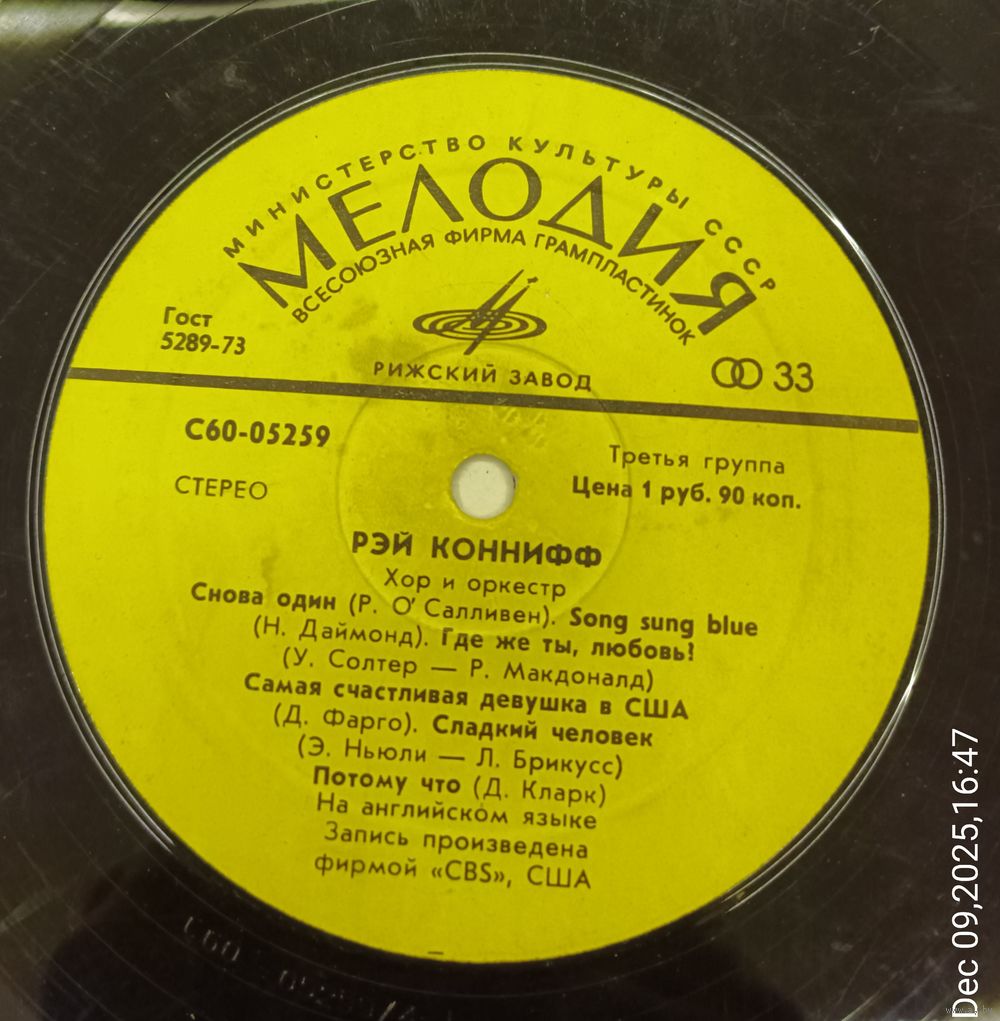 МИНИСТЕРСТВО КУЛЬТУРЫ СССР
МЕЛОДИЯ
ВСЕСОЮЗНАЯ ФИРМА ГРАМПЛАСТИНОК
Гост
5289-73
РИЖСКИЙ ЗАВОД
33
С60-05259
Третья группа
СТЕРЕО
Цена 1 руб. 90 коп.
РЭЙ КОННИФФ
Хор и оркестр
Снова один (Р. О'Салливен). Song sung blue
(Н. Даймонд). Где же ты, любовь!
(У. Солтер — Р. Макдоналд)
Самая счастливая девушка в США
(Д. Фарго). Сладкий человек
(Э. Ньюли — Л. Брикусс)
Потому что (Д. Кларк)
На английском языке
Запись произведена
фирмой «CBS», США
Dec 09,2025,16:47